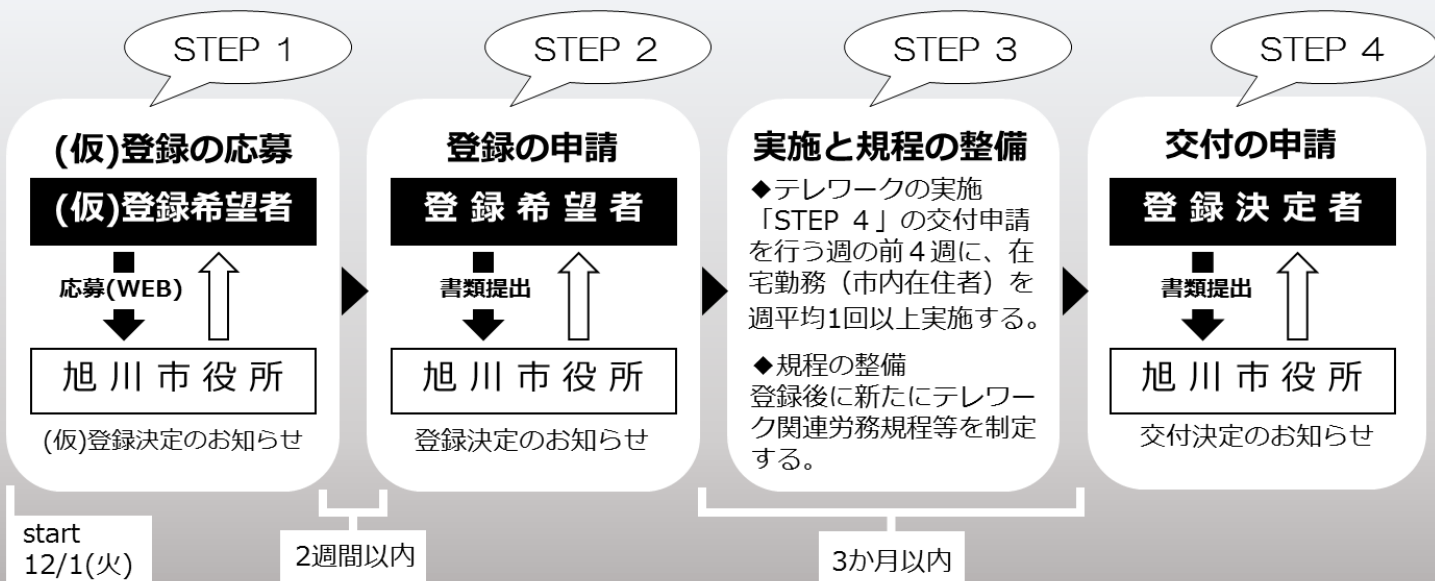 STEP 1
(仮)登録の応募
(仮)登録希望者
応募(WEB)
旭川市役所
(仮)登録決定のお知らせ
STEP 2
登録の申請
登録希望者
書類提出
旭川市役所
登録決定のお知らせ
STEP 3
実施と規程の整備
◆テレワークの実施
「STEP 4」の交付申請
を行う週の前４週に、在
宅勤務（市内在住者）を
週平均1回以上実施する。
◆規程の整備
登録後に新たにテレワー
ク関連労務規程等を制定
する。
STEP 4
交付の申請
登録決定者
書類提出
旭川市役所
交付決定のお知らせ
start
12/1(火)
2週間以内
3か月以内